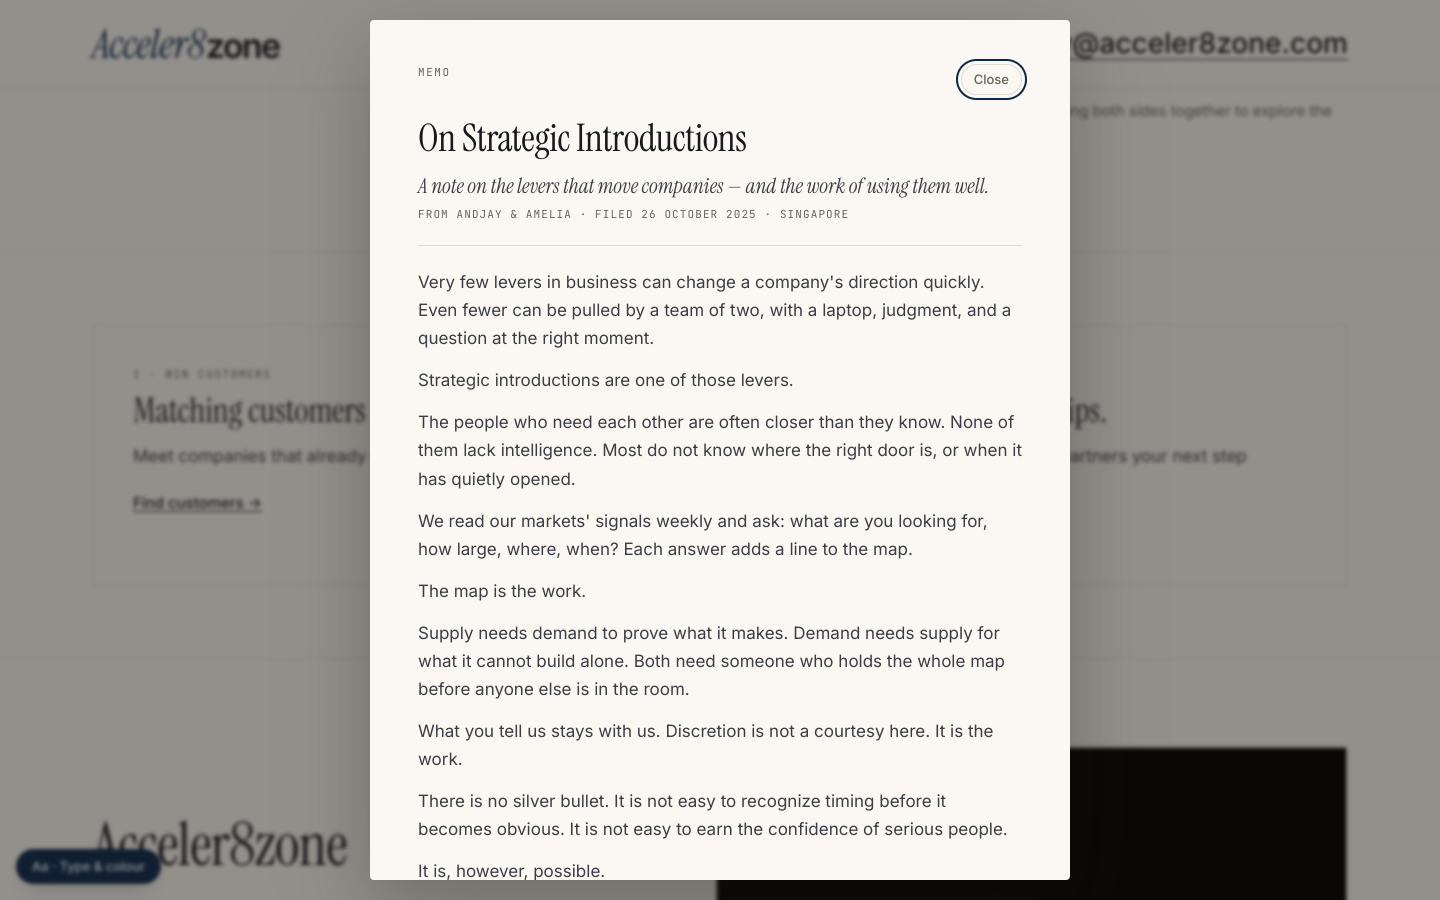 Acceler8zone
@acceler8zone.com
ng both sides together to explore the
MEMO
Close
On Strategic Introductions
A note on the levers that move companies — and the work of using them well.
FROM ANDJAY & AMELIA · FILED 26 OCTOBER 2025 · SINGAPORE
Very few levers in business can change a company's direction quickly.
Even fewer can be pulled by a team of two, with a laptop, judgment, and a
question at the right moment.
Strategic introductions are one of those levers.
The people who need each other are often closer than they know. None of
them lack intelligence. Most do not know where the right door is, or when it
has quietly opened.
We read our markets' signals weekly and ask: what are you looking for,
how large, where, when? Each answer adds a line to the map.
The map is the work.
Supply needs demand to prove what it makes. Demand needs supply for
what it cannot build alone. Both need someone who holds the whole map
before anyone else is in the room.
What you tell us stays with us. Discretion is not a courtesy here. It is the
work.
There is no silver bullet. It is not easy to recognize timing before it
becomes obvious. It is not easy to earn the confidence of serious people.
It is, however, possible.
1 · WIN CUSTOMERS
Matching customers
Meet companies that already
Find customers →
ips.
artners your next step
Acceler8zone
Aa · Type & colour